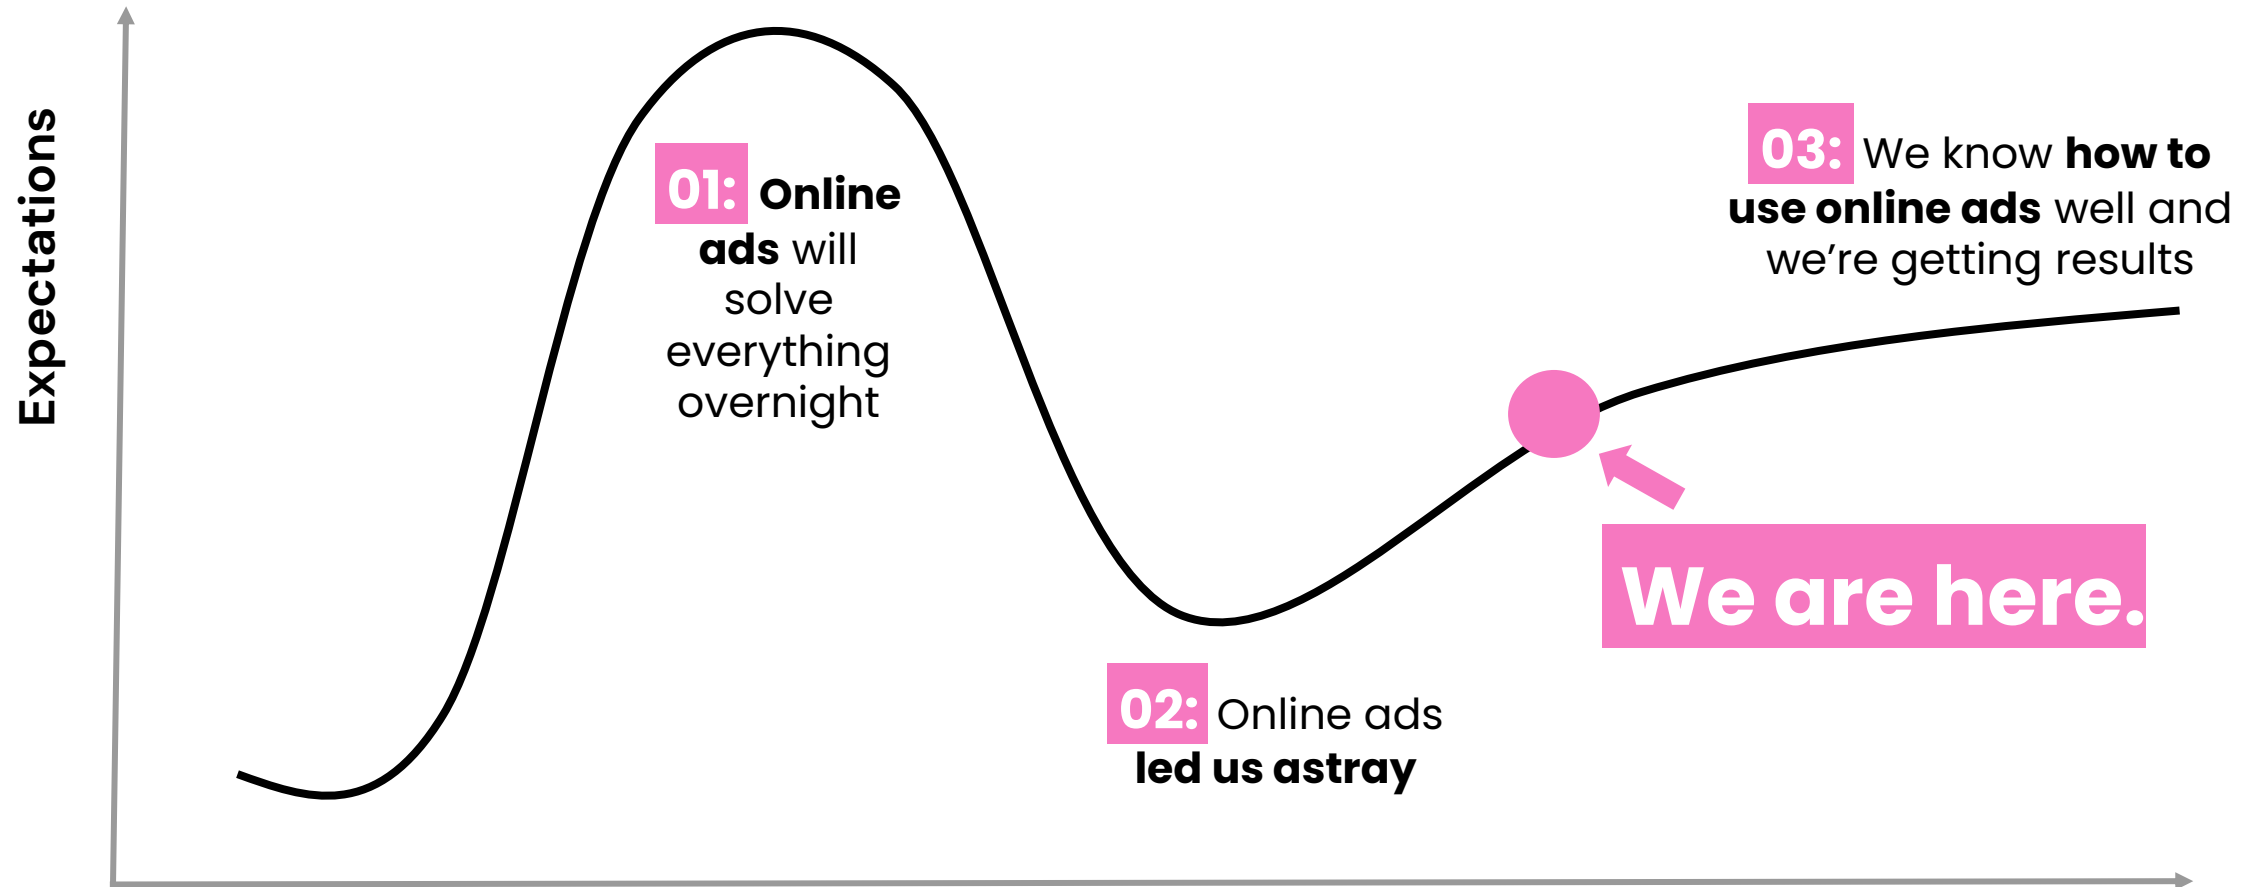 Expectations
01: Online
ads will
solve
everything
overnight
03: We know how to
use online ads well and
we’re getting results
We are here.
02: Online ads
led us astray